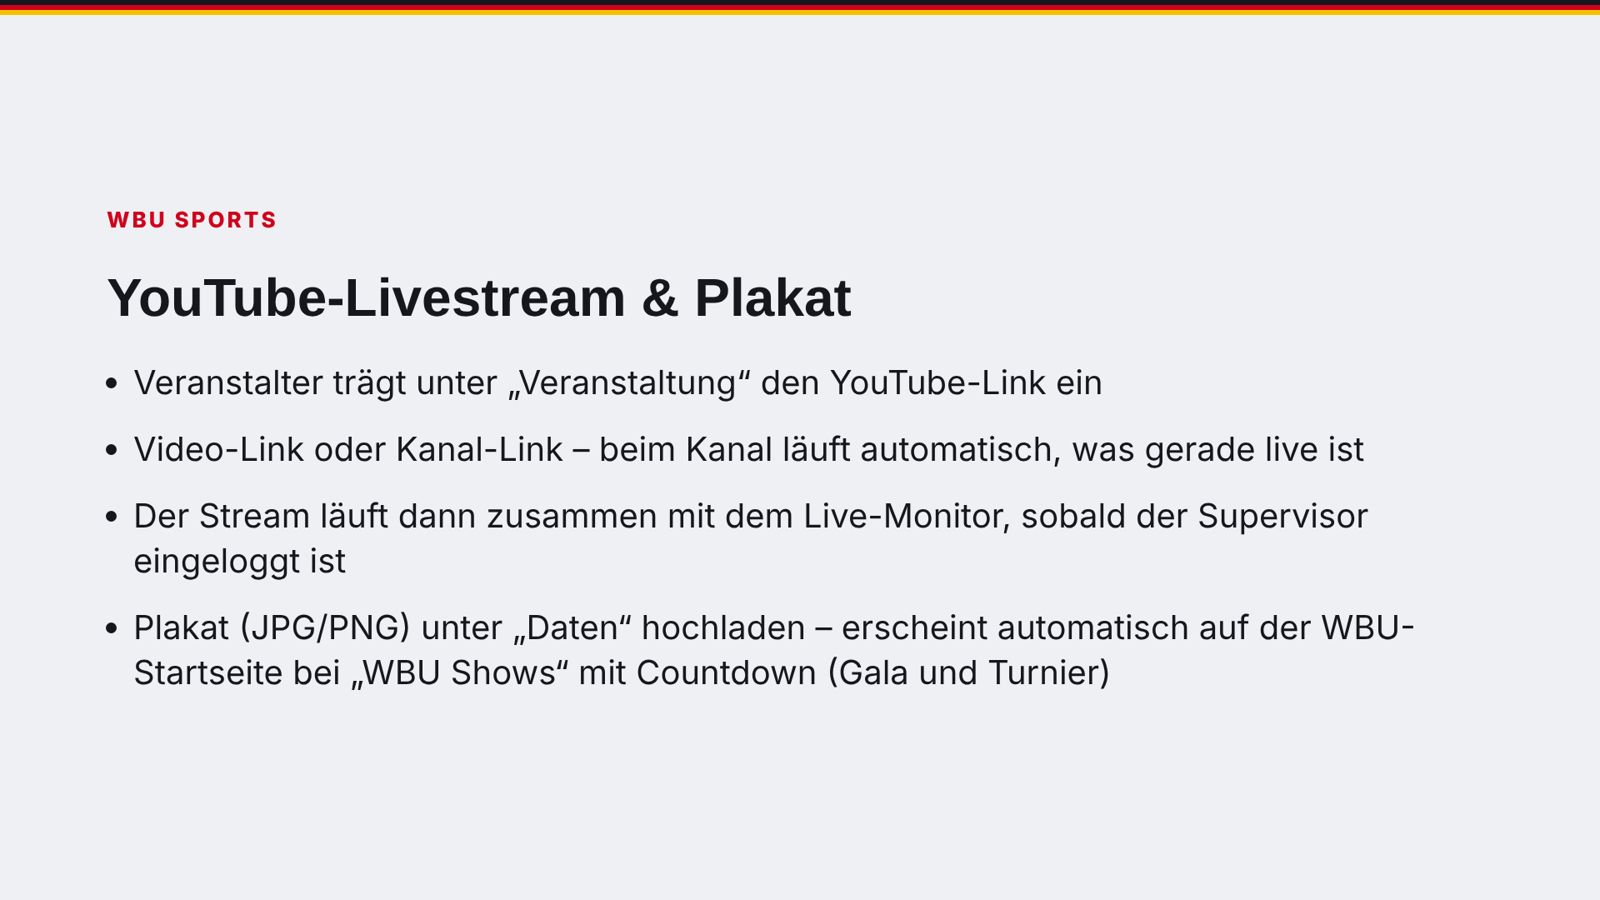 WBU SPORTS
YouTube-Livestream & Plakat
• Veranstalter trägt unter „Veranstaltung“ den YouTube-Link ein
• Video-Link oder Kanal-Link – beim Kanal läuft automatisch, was gerade live ist
• Der Stream läuft dann zusammen mit dem Live-Monitor, sobald der Supervisor
eingeloggt ist
• Plakat (JPG/PNG) unter „Daten“ hochladen – erscheint automatisch auf der WBU-
Startseite bei „WBU Shows“ mit Countdown (Gala und Turnier)